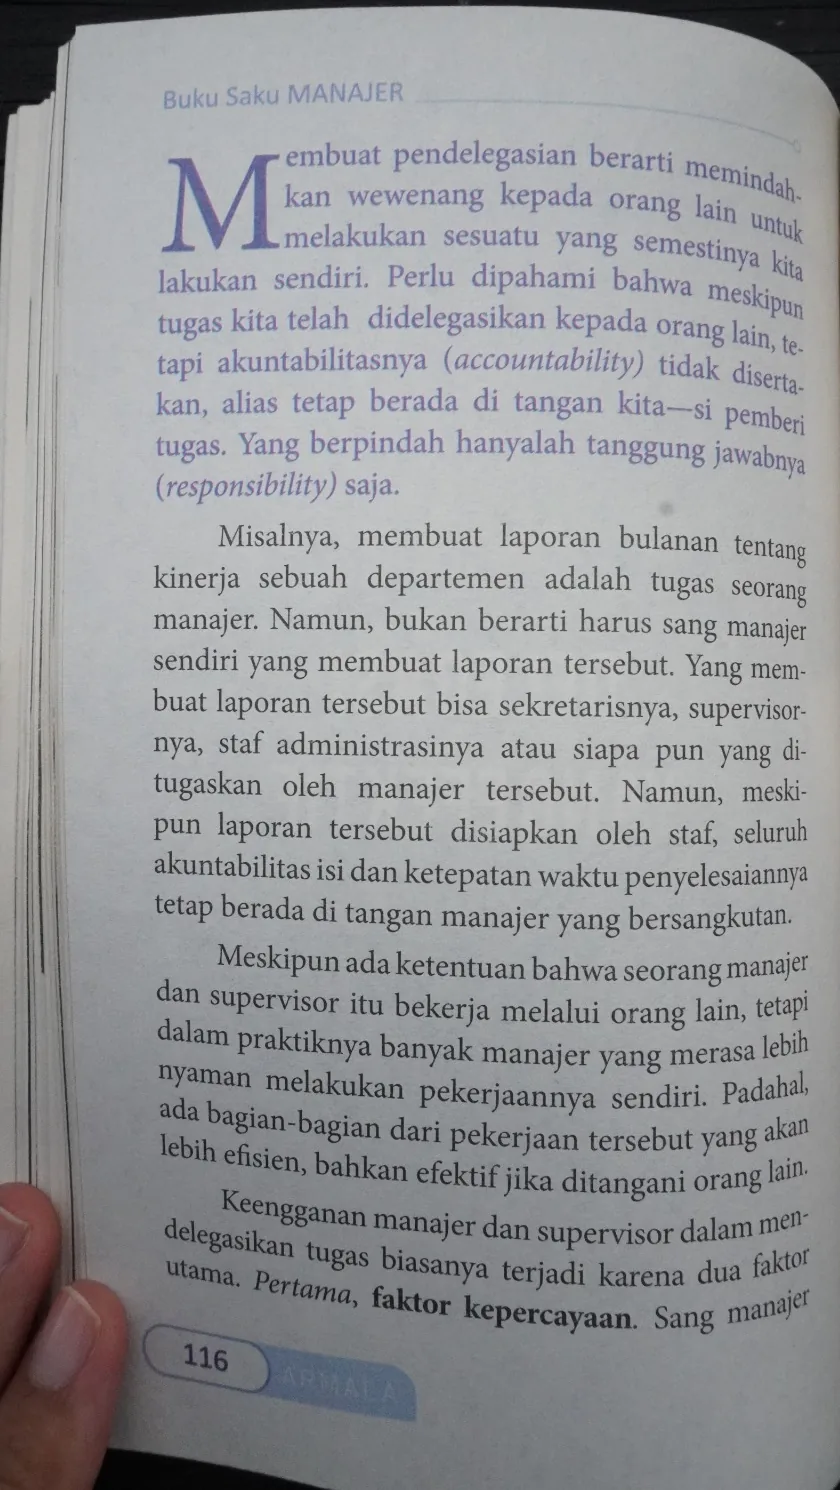 Buku Saku MANAJER
Membuat pendelegasian berarti memindah-
kan wewenang kepada orang lain untuk
melakukan sesuatu yang semestinya kita
lakukan sendiri. Perlu dipahami bahwa meskipun
tugas kita telah didelegasikan kepada orang lain, te-
tapi akuntabilitasnya (accountability) tidak diserta-
kan, alias tetap berada di tangan kita—si pemberi
tugas. Yang berpindah hanyalah tanggung jawabnya
(responsibility) saja.
Misalnya, membuat laporan bulanan tentang
kinerja sebuah departemen adalah tugas seorang
manajer. Namun, bukan berarti harus sang manajer
sendiri yang membuat laporan tersebut. Yang mem-
buat laporan tersebut bisa sekretarisnya, supervisor-
nya, staf administrasinya atau siapa pun yang di-
tugaskan oleh manajer tersebut. Namun, meski-
pun laporan tersebut disiapkan oleh staf, seluruh
akuntabilitas isi dan ketepatan waktu penyelesaiannya
tetap berada di tangan manajer yang bersangkutan.
Meskipun ada ketentuan bahwa seorang manajer
dan supervisor itu bekerja melalui orang lain, tetapi
dalam praktiknya banyak manajer yang merasa lebih
nyaman melakukan pekerjaannya sendiri. Padahal,
ada bagian-bagian dari pekerjaan tersebut yang akan
lebih efisien, bahkan efektif jika ditangani orang lain.
Keengganan manajer dan supervisor dalam men-
delegasikan tugas biasanya terjadi karena dua faktor
utama. Pertama, faktor kepercayaan. Sang manajer
116
ARMALA